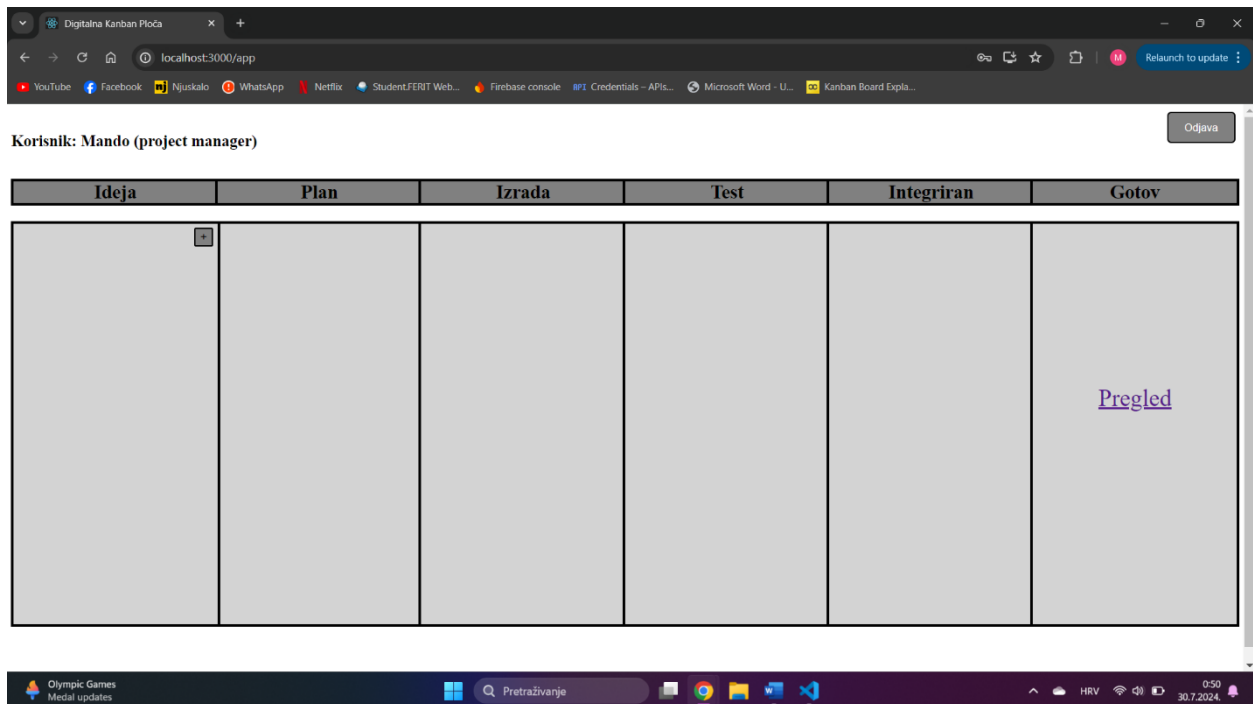 Digitalna Kanban Ploča
localhost:3000/app
M
Relaunch to update
YouTube Facebook Njuskalo WhatsApp Netflix Student.FERIT Web... Firebase console API Credentials – APIs... Microsoft Word - U... Kanban Board Expla...
Odjava
Korisnik: Mando (project manager)
Ideja Plan Izrada Test Integriran Gotov
+
Pregled
Olympic Games
Medal updates
Pretraživanje
HRV
0:50
30.7.2024.